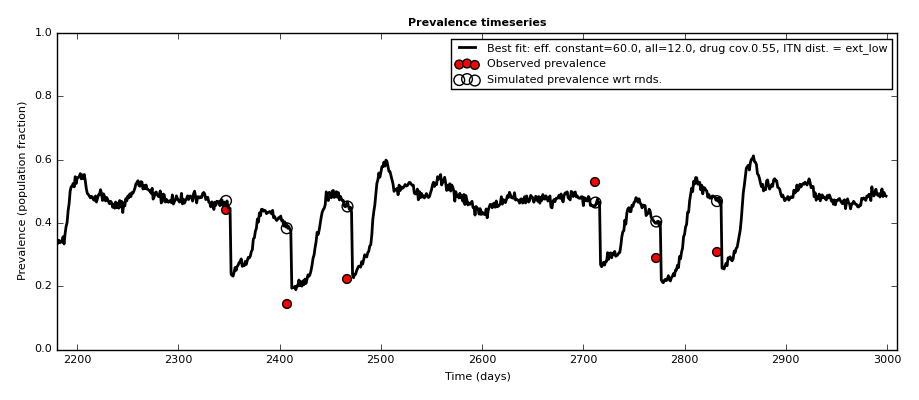 Prevalence timeseries
Best fit: eff. constant=60.0, all=12.0, drug cov.0.55, ITN dist. = ext_low
Observed prevalence
Simulated prevalence wrt rnds.
Prevalence (population fraction)
1.0
0.8
0.6
0.4
0.2
0.0
2200 2300 2400 2500 2600 2700 2800 2900 3000
Time (days)